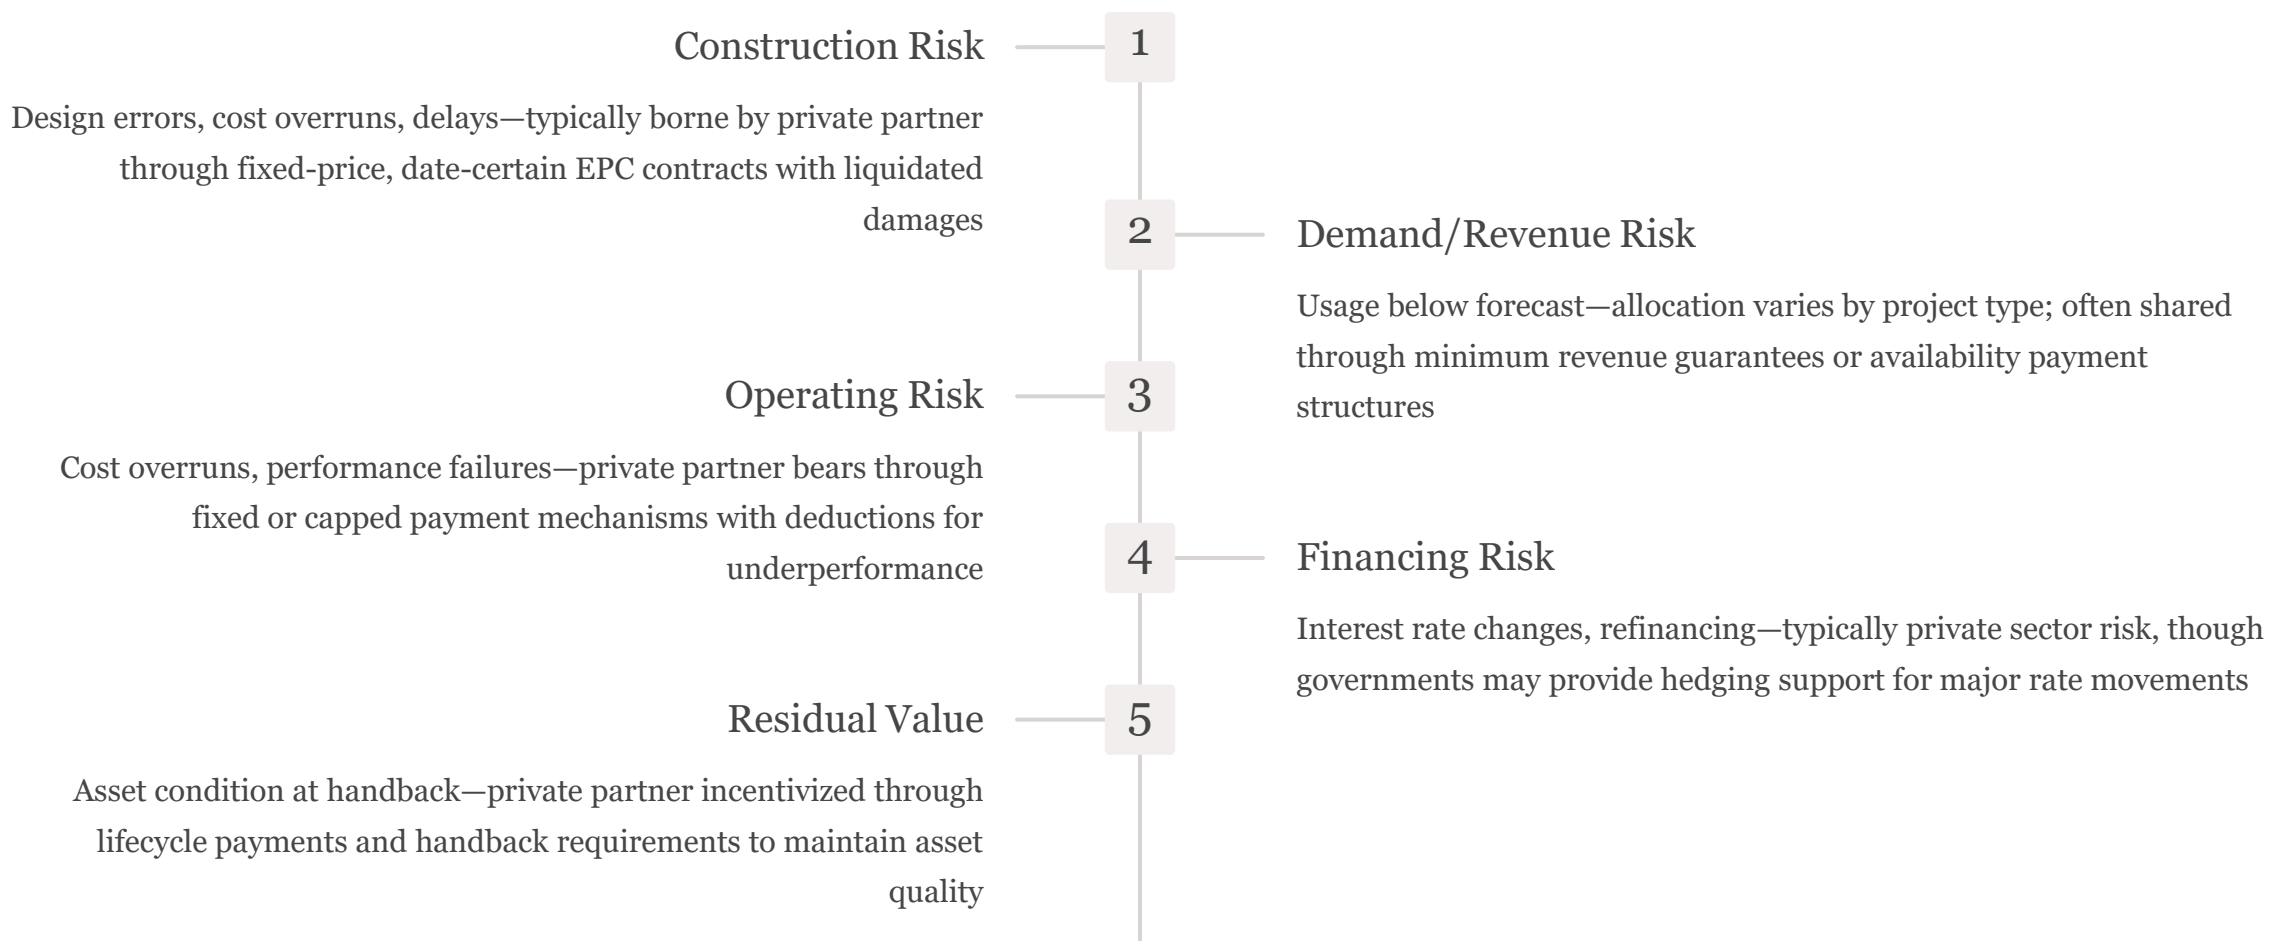 Construction Risk
1
Design errors, cost overruns, delays—typically borne by private partner
through fixed-price, date-certain EPC contracts with liquidated
damages
2
Demand/Revenue Risk
Usage below forecast—allocation varies by project type; often shared
through minimum revenue guarantees or availability payment
structures
Operating Risk
3
Cost overruns, performance failures—private partner bears through
fixed or capped payment mechanisms with deductions for
underperformance
4
Financing Risk
Interest rate changes, refinancing—typically private sector risk, though
governments may provide hedging support for major rate movements
Residual Value
5
Asset condition at handback—private partner incentivized through
lifecycle payments and handback requirements to maintain asset
quality